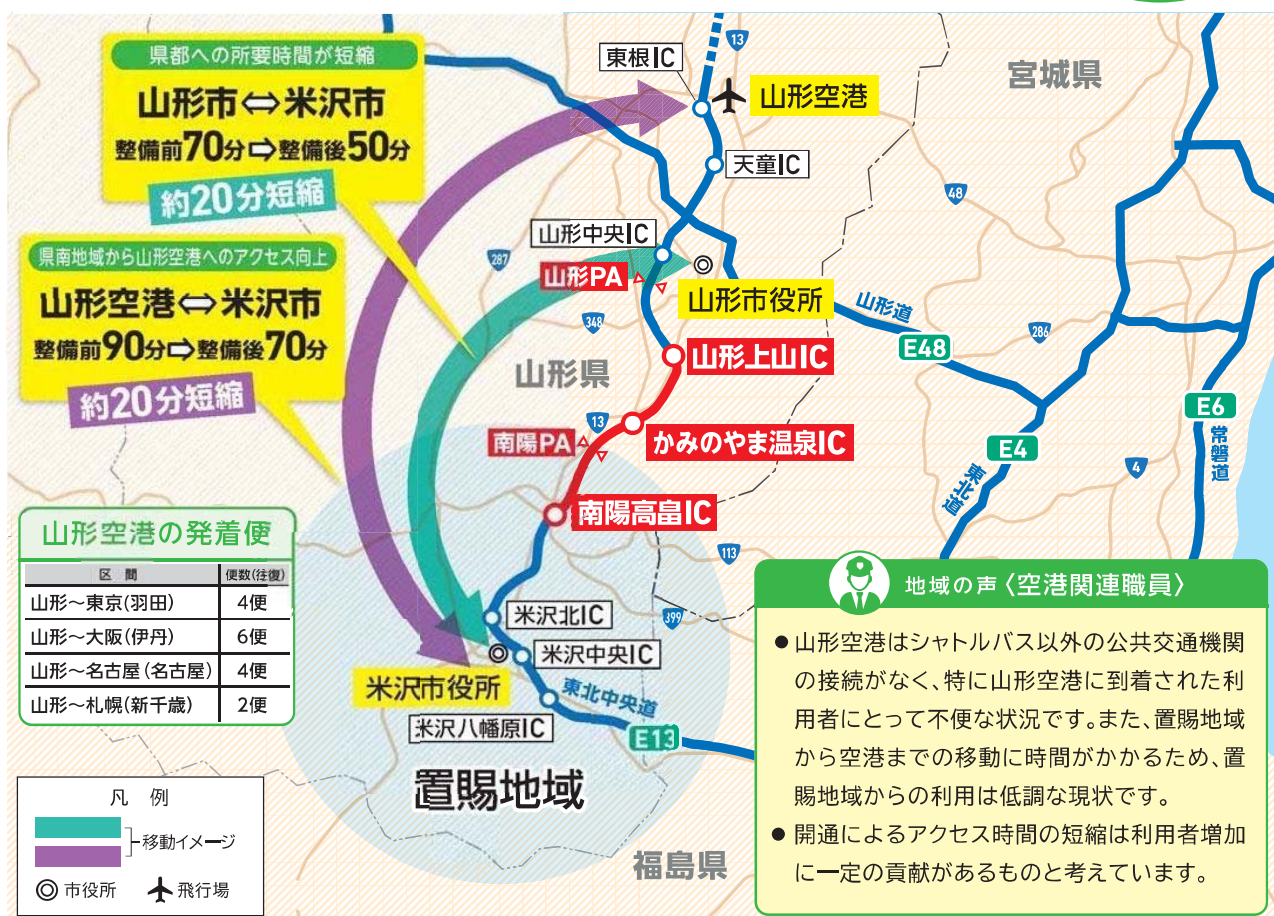 県都への所要時間が短縮
山形市⇔米沢市
整備前70分⇨整備後50分
約20分短縮
県南地域から山形空港へのアクセス向上
山形空港⇔米沢市
整備前90分⇨整備後70分
約20分短縮
東根IC
13
山形空港
宮城県
天童IC
48
山形中央IC
287
山形PA
山形市役所
348
山形道
286
E48
山形上山IC
山形県
E6
常磐道
13
南陽PA
かみのやま温泉IC
E4
4
東北道
南陽高畠IC
113
399
米沢北IC
米沢中央IC
米沢市役所
東北中央道
米沢八幡原IC
E13
置賜地域
福島県
山形空港の発着便
区間 便数(往復)
山形~東京(羽田) 4便
山形~大阪(伊丹) 6便
山形~名古屋(名古屋) 4便
山形~札幌(新千歳) 2便
凡例
移動イメージ
◎市役所 飛行場
地域の声〈空港関連職員〉
●山形空港はシャトルバス以外の公共交通機関
の接続がなく、特に山形空港に到着された利
用者にとって不便な状況です。また、置賜地域
から空港までの移動に時間がかかるため、置
賜地域からの利用は低調な現状です。
●開通によるアクセス時間の短縮は利用者増加
に一定の貢献があるものと考えています。